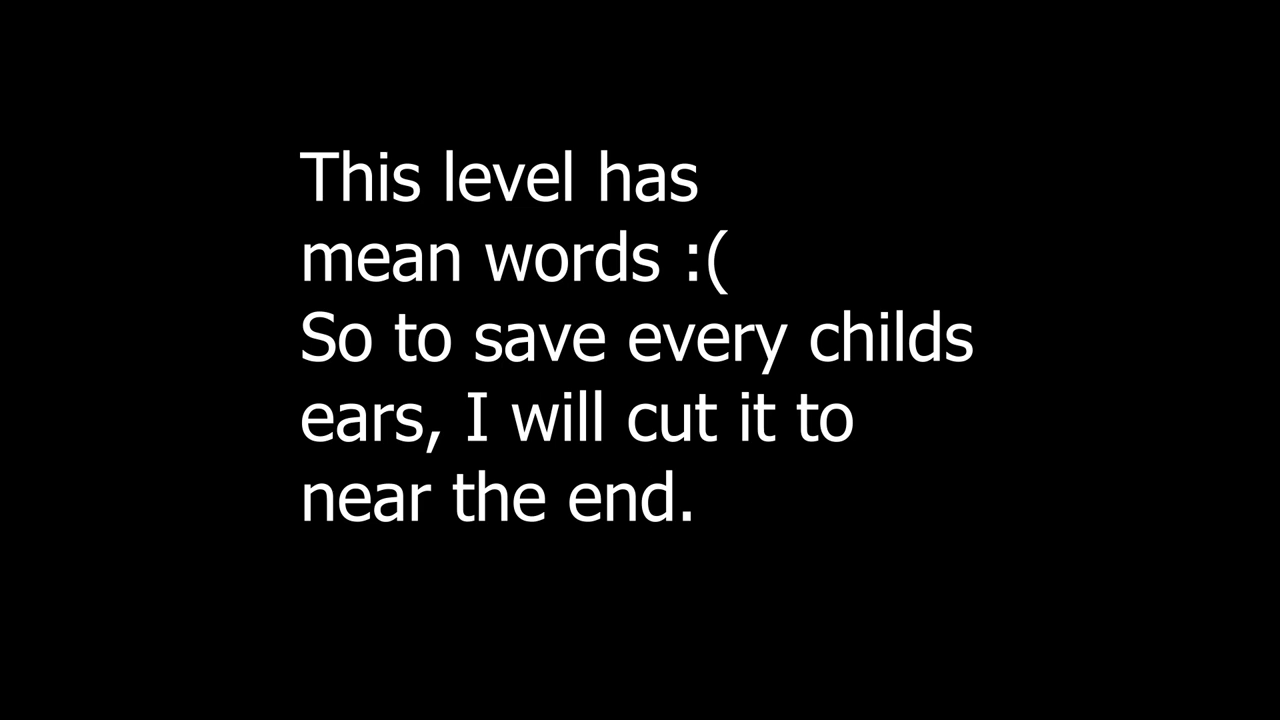 This level has
mean words :(
So to save every childs
ears, I will cut it to
near the end.